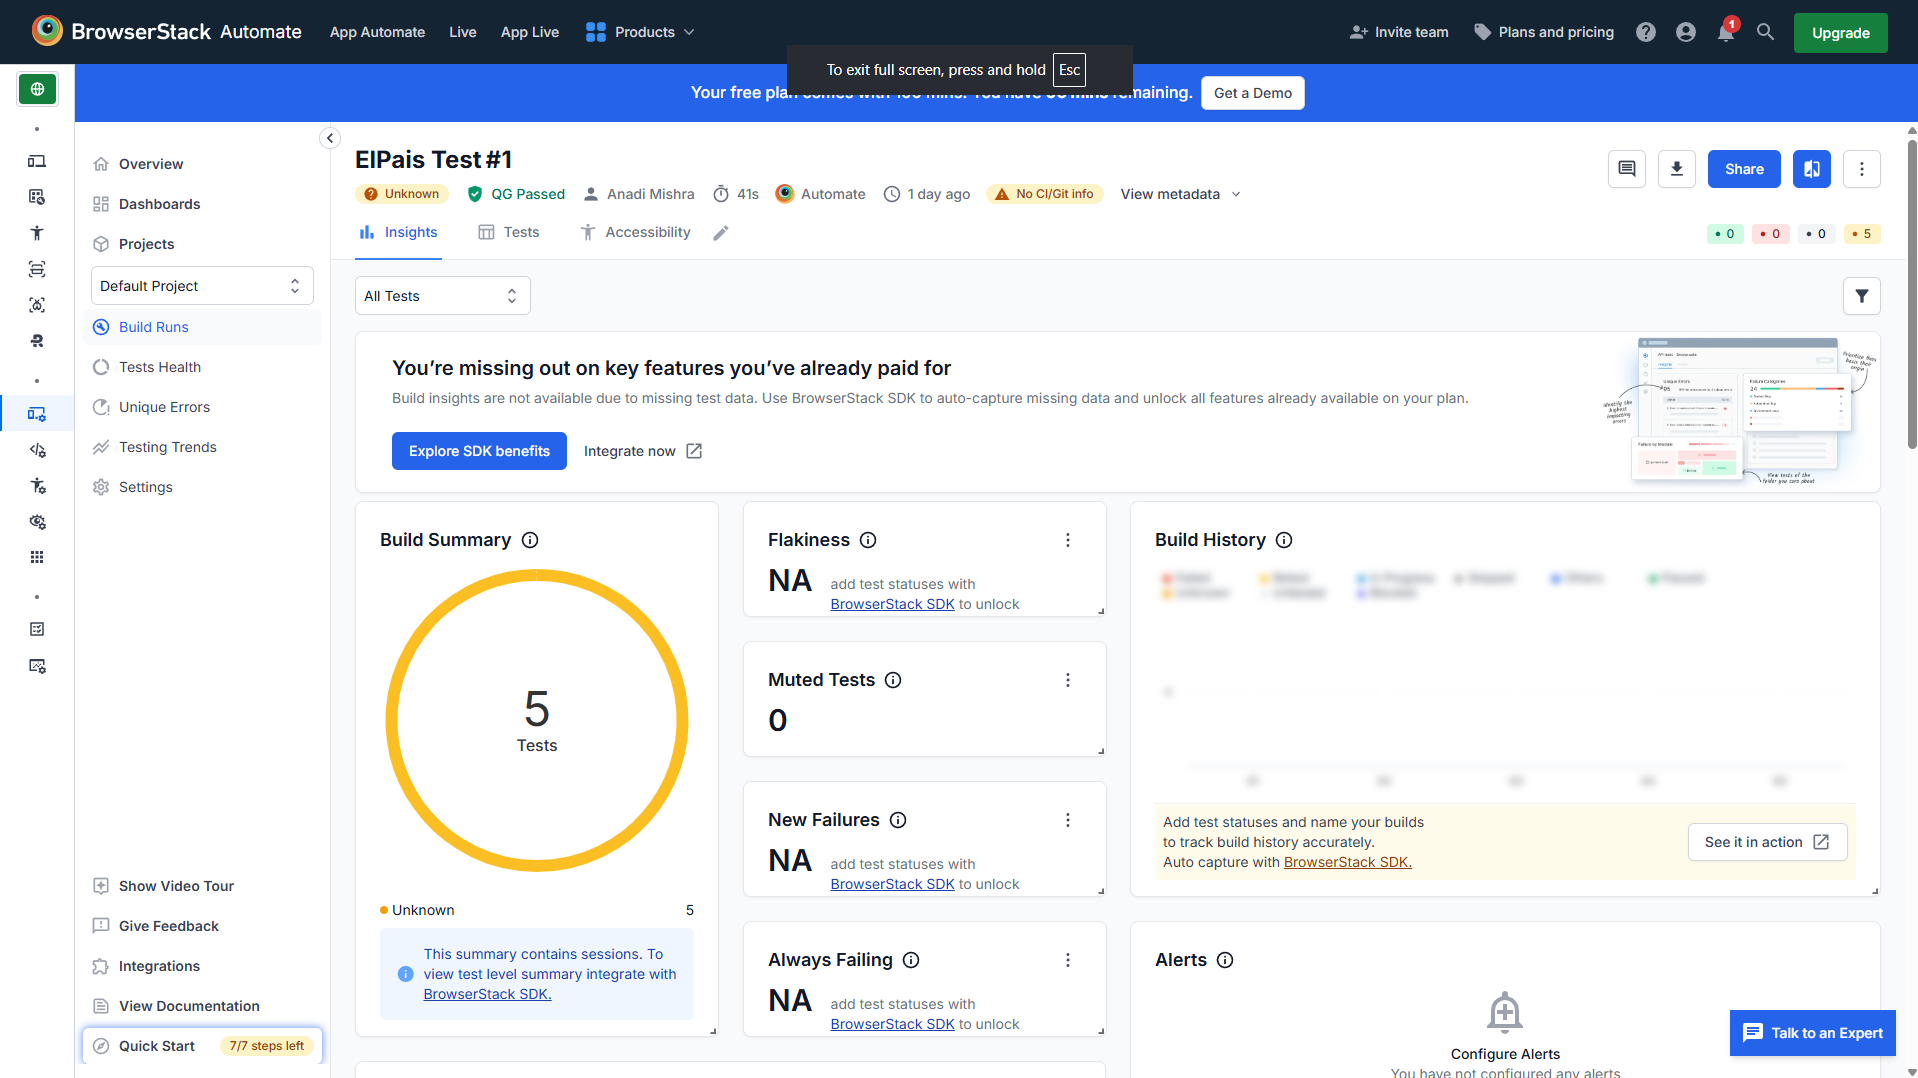 BrowserStack Automate
App Automate
Live
App Live
Products
Invite team
Plans and pricing
1
Upgrade
To exit full screen, press and hold Esc
Your free plan comes with 100 mins. You have remaining.
Get a Demo
Overview
Dashboards
Projects
Default Project
Build Runs
Tests Health
Unique Errors
Testing Trends
Settings
Show Video Tour
Give Feedback
Integrations
View Documentation
Quick Start
7/7 steps left
ElPais Test #1
Share
Unknown
QG Passed
Anadi Mishra
41s
Automate
1 day ago
No CI/Git info
View metadata
Insights
Tests
Accessibility
0
0
0
5
All Tests
You’re missing out on key features you’ve already paid for
Build insights are not available due to missing test data. Use BrowserStack SDK to auto-capture missing data and unlock all features already available on your plan.
Explore SDK benefits
Integrate now
Build Summary
5
Tests
Unknown 5
This summary contains sessions. To
view test level summary integrate with
BrowserStack SDK.
Flakiness
NA
add test statuses with
BrowserStack SDK to unlock
Muted Tests
0
New Failures
NA
add test statuses with
BrowserStack SDK to unlock
Always Failing
NA
add test statuses with
BrowserStack SDK to unlock
Build History
Add test statuses and name your builds
to track build history accurately.
Auto capture with BrowserStack SDK.
See it in action
Alerts
Configure Alerts
You have not configured any alerts
Talk to an Expert